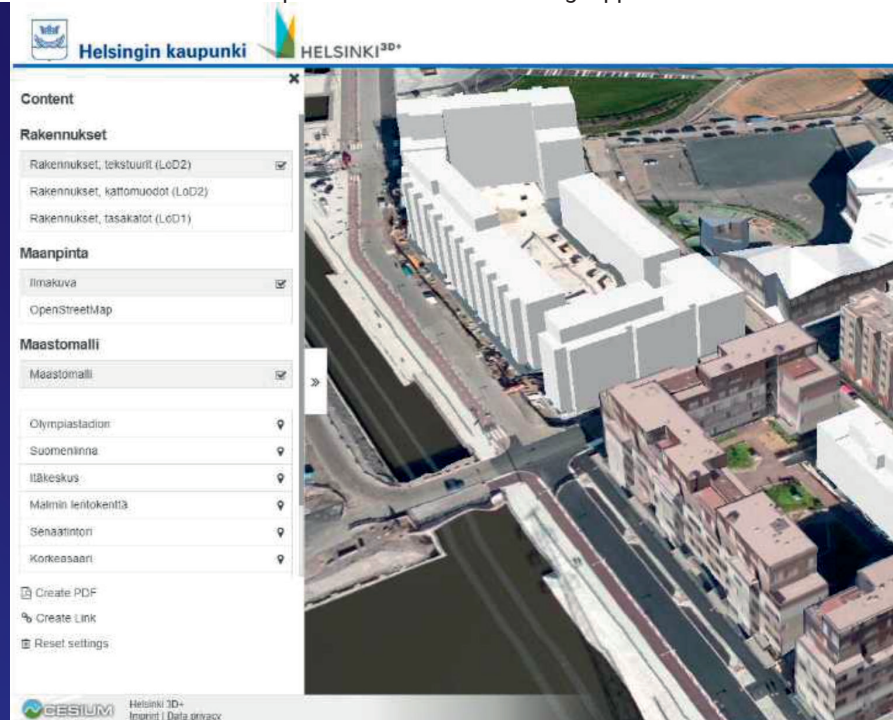 Helsingin kaupunki
HELSINKI3D+
Content
Rakennukset
Rakennukset, tekstuurit (LoD2)
Rakennukset, kattomuodot (LoD2)
Rakennukset, tasakatot (LoD1)
Maanpinta
Ilmakuva
OpenStreetMap
Maastomalli
Maastomalli
Olympiastadion
Suomenlinna
Itäkeskus
Malmin lentokenttä
Senaatintori
Korkeasaari
Create PDF
Create Link
Reset settings
CESIUM
Helsinki 3D+
Imprint | Data privacy